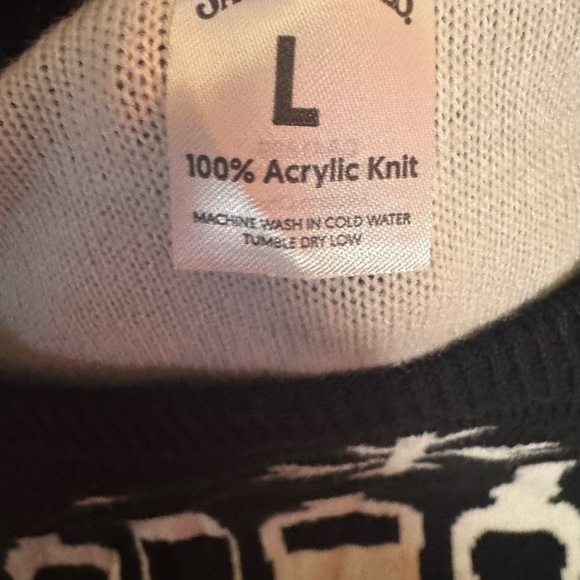 L
100% Acrylic Knit
MACHINE WASH IN COLD WATER
TUMBLE DRY LOW